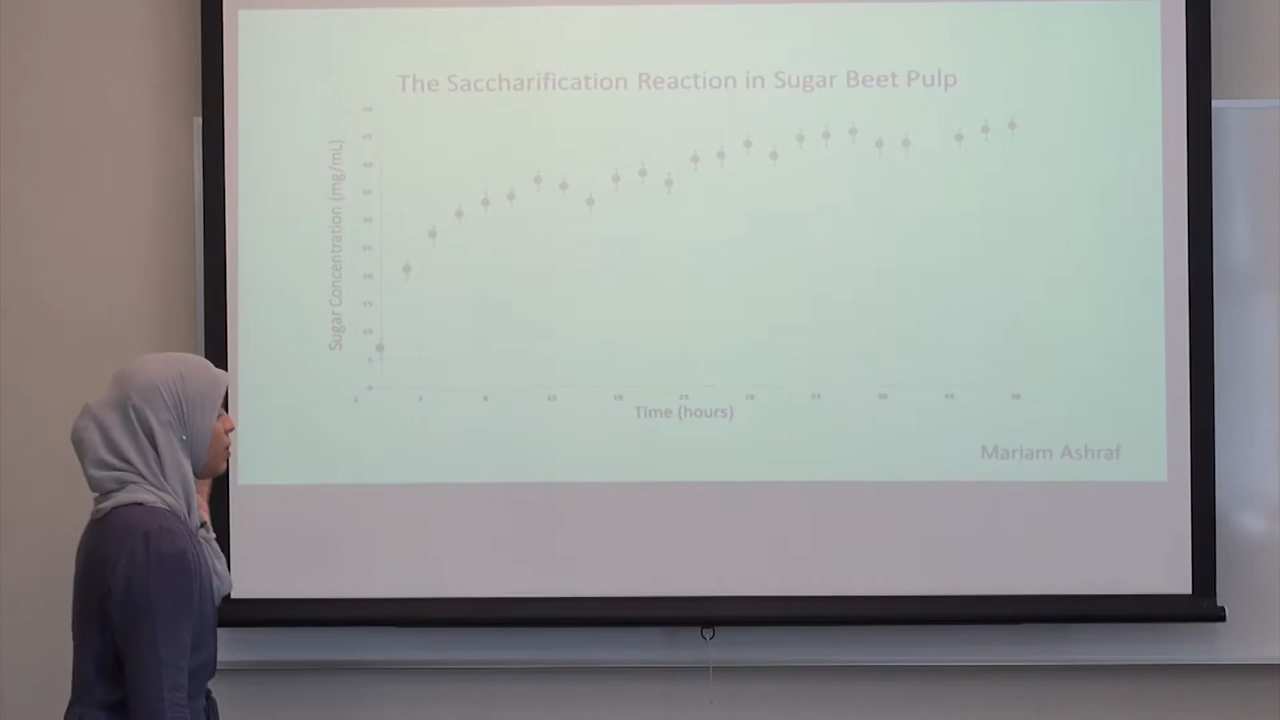 The Saccharification Reaction in Sugar Beet Pulp
Sugar Concentration (mg/mL)
Time (hours)
Mariam Ashraf